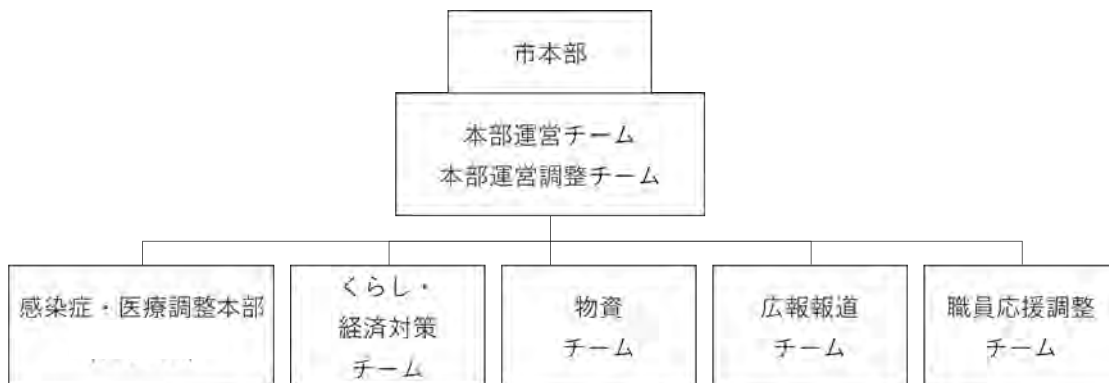 市本部
本部運営チーム
本部運営調整チーム
感染症・医療調整本部
くらし・
経済対策
チーム
物資
チーム
広報報道
チーム
職員応援調整
チーム